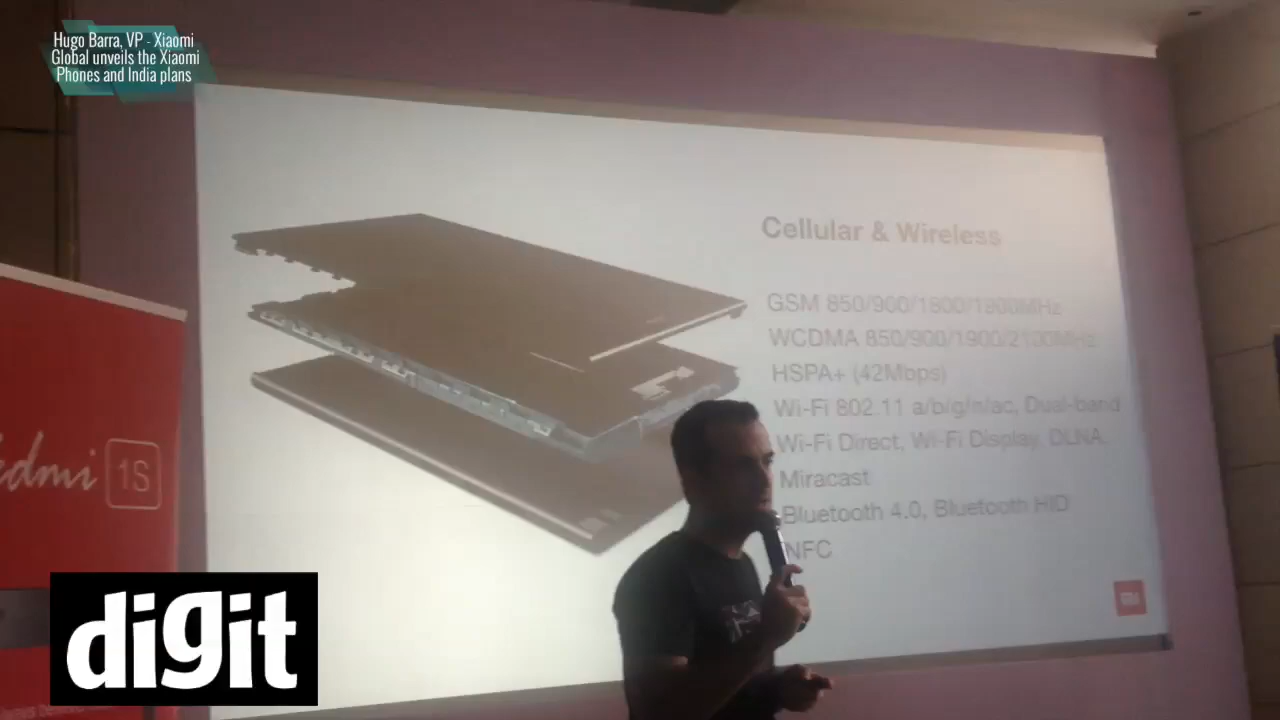 Hugo Barra, VP - Xiaomi
Global unveils the Xiaomi
Phones and India plans
Cellular & Wireless
GSM 850/900/1800/1900MHz
WCDMA 850/900/1900/2100MHz
HSPA+ (42Mbps)
Wi-Fi 802.11 a/b/g/n/ac, Dual-band
Wi-Fi Direct, Wi-Fi Display, DLNA
Miracast
Bluetooth 4.0, Bluetooth HID
NFC
edmi 1S
digit